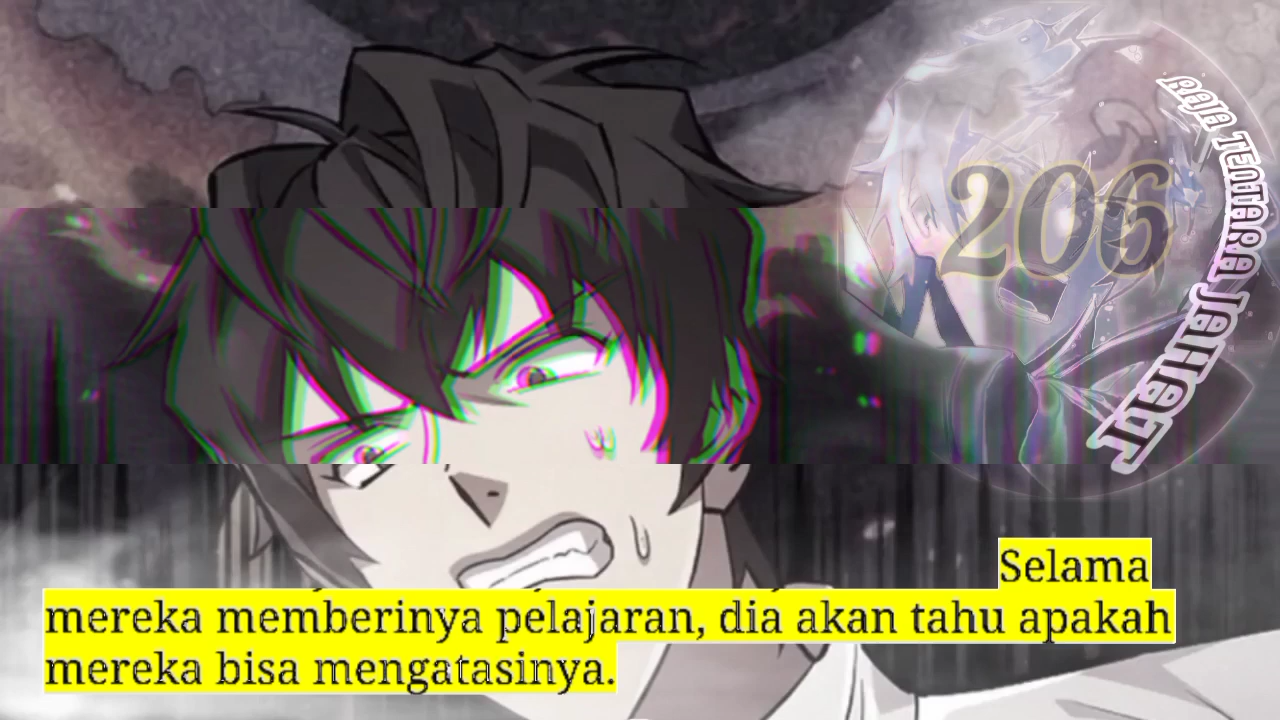 206
RAJA TENTARA JAHAT
Selama
mereka memberinya pelajaran, dia akan tahu apakah
mereka bisa mengatasinya.